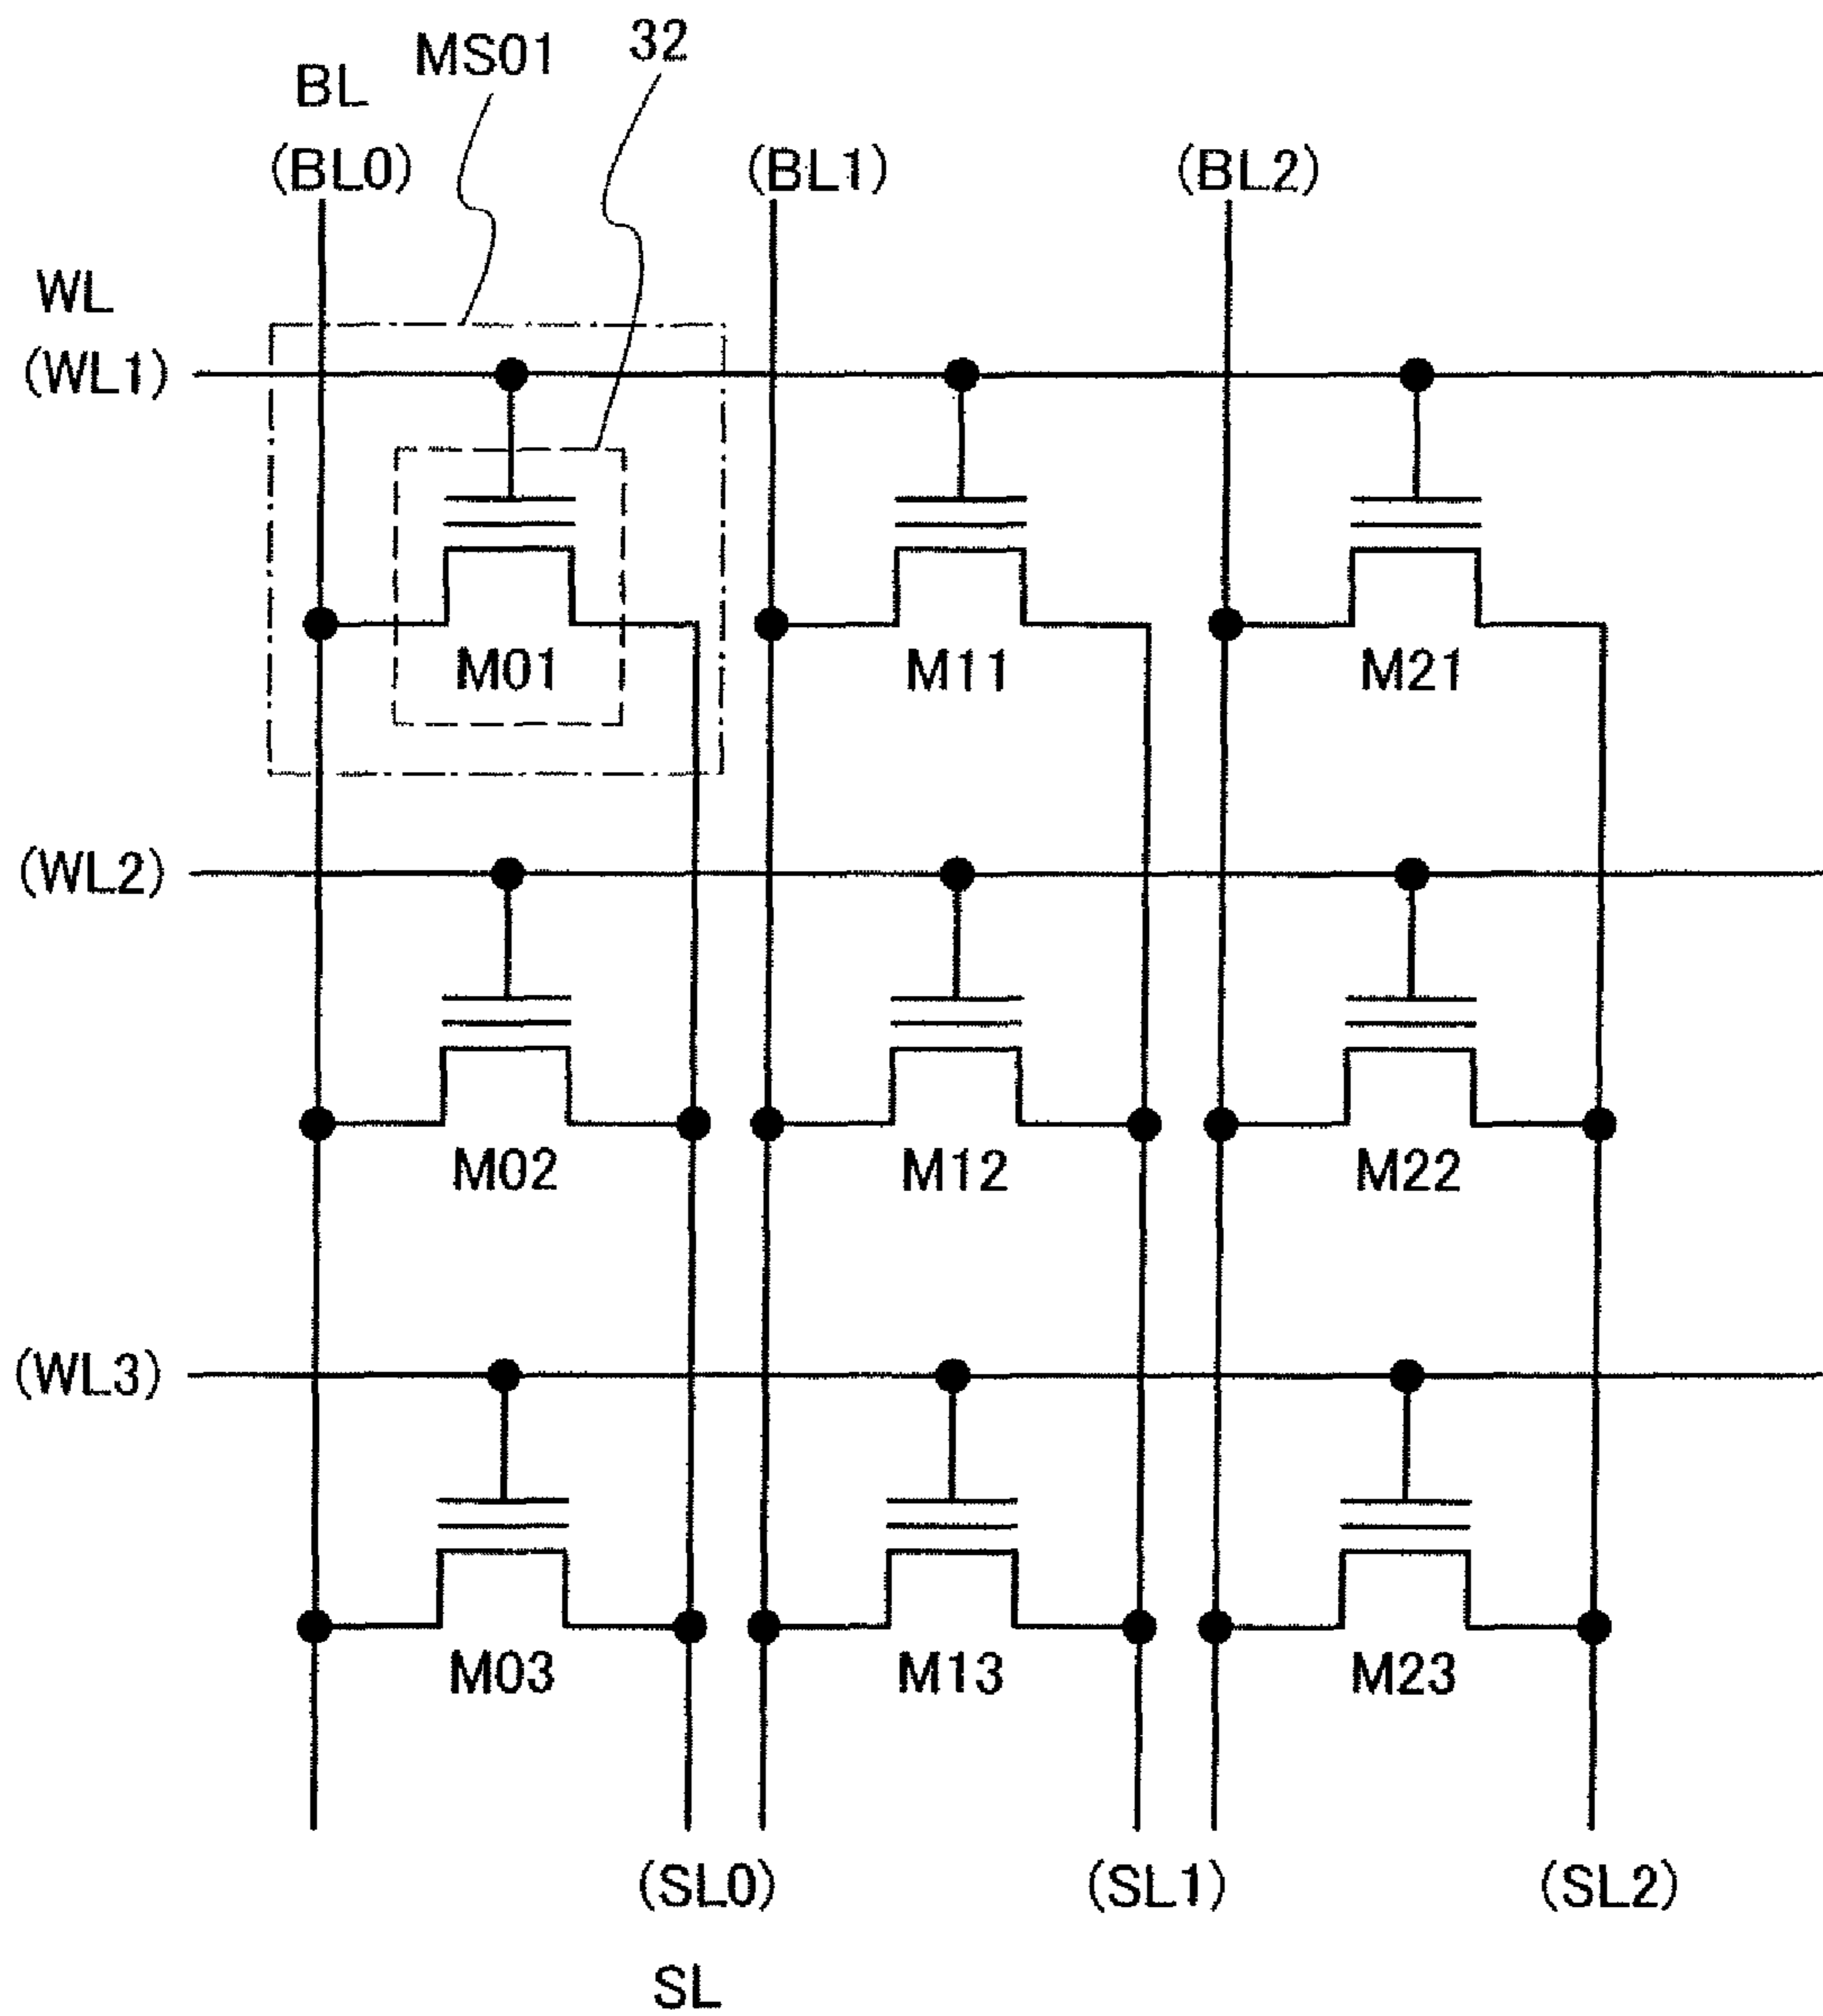 32
MS01
BL
(BL0) (BL1) (BL2)
WL
(WL1)
M01 M11 M21
(WL2)
M02 M12 M22
(WL3)
M03 M13 M23
(SL0) (SL1) (SL2)
SL